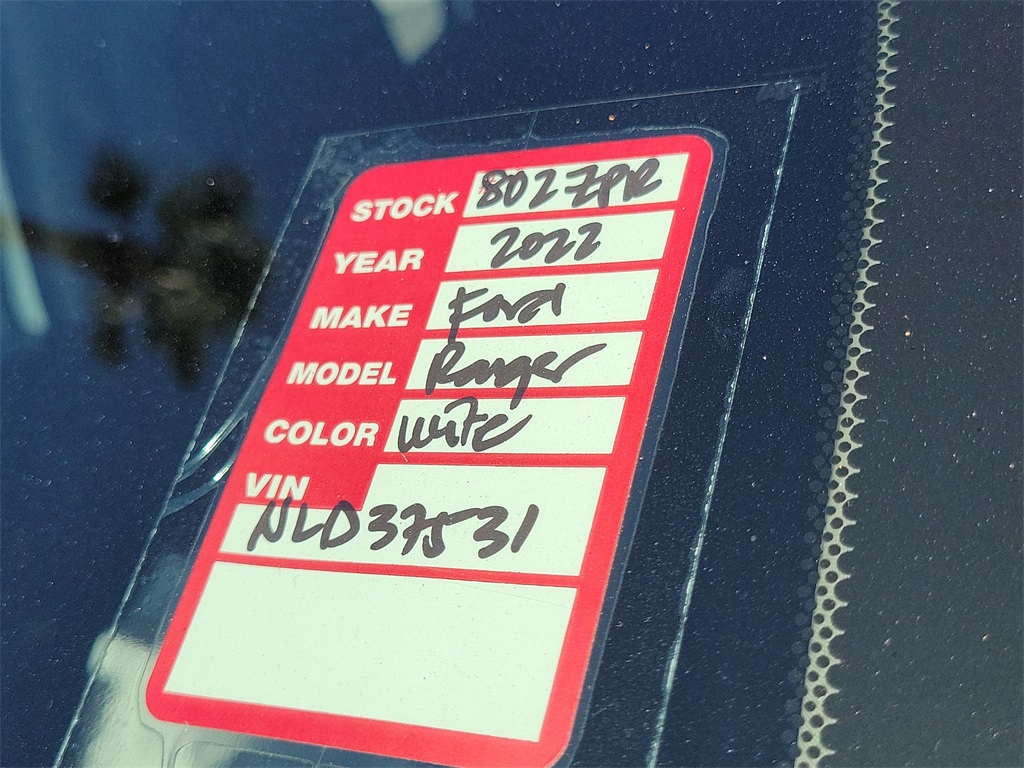 STOCK 8027PR
YEAR 2022
MAKE Ford
MODEL Ranger
COLOR White
VIN
NLD37531